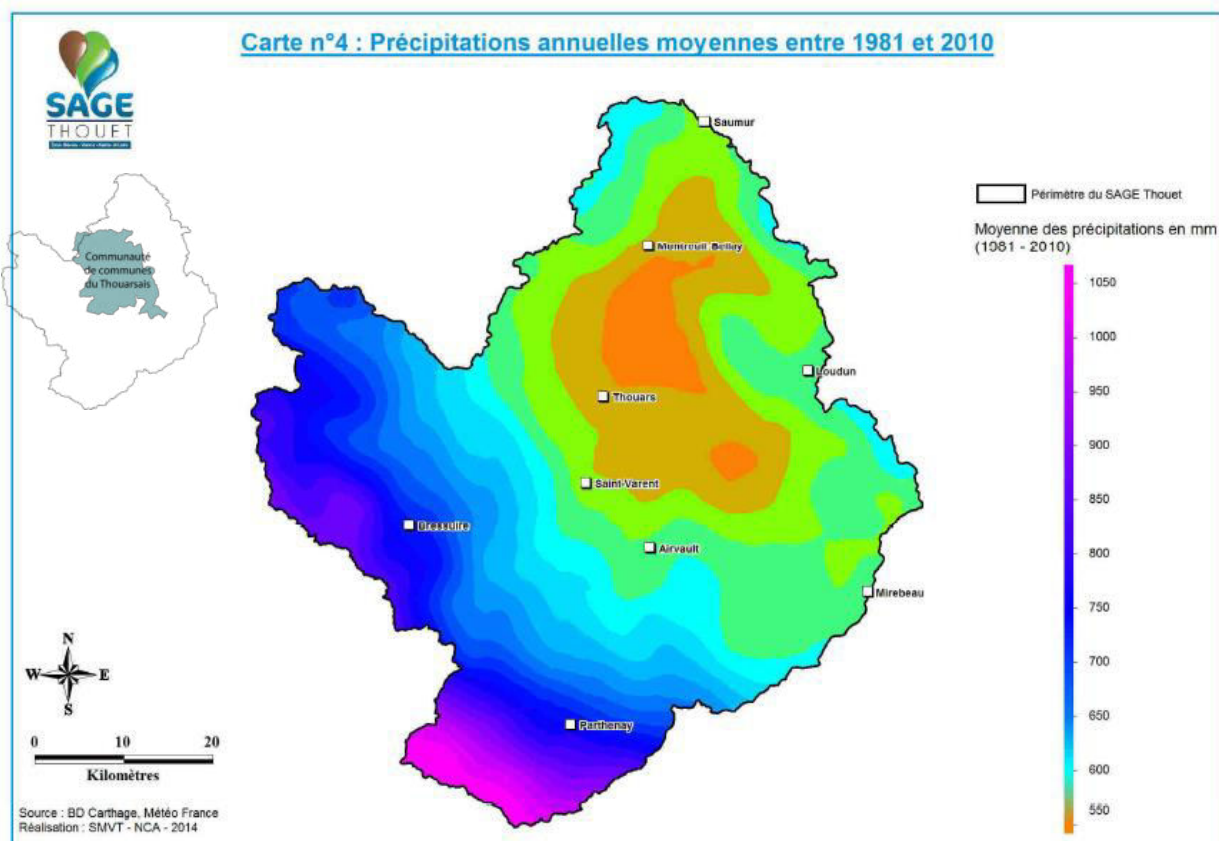 Carte n°4 : Précipitations annuelles moyennes entre 1981 et 2010
SAGE
THOUET
Communauté
de communes
du Thouarsais
Saumur
Montreuil-Bellay
Loudun
Thouars
Saint-Varent
Bressuire
Airvault
Mirebeau
Parthenay
Périmètre du SAGE Thouet
Moyenne des précipitations en mm
(1981 - 2010)
1050
1000
950
900
850
800
750
700
650
600
550
N
W E
S
0 10 20
Kilomètres
Source : BD Carthage, Météo France
Réalisation : SMVT - NCA - 2014